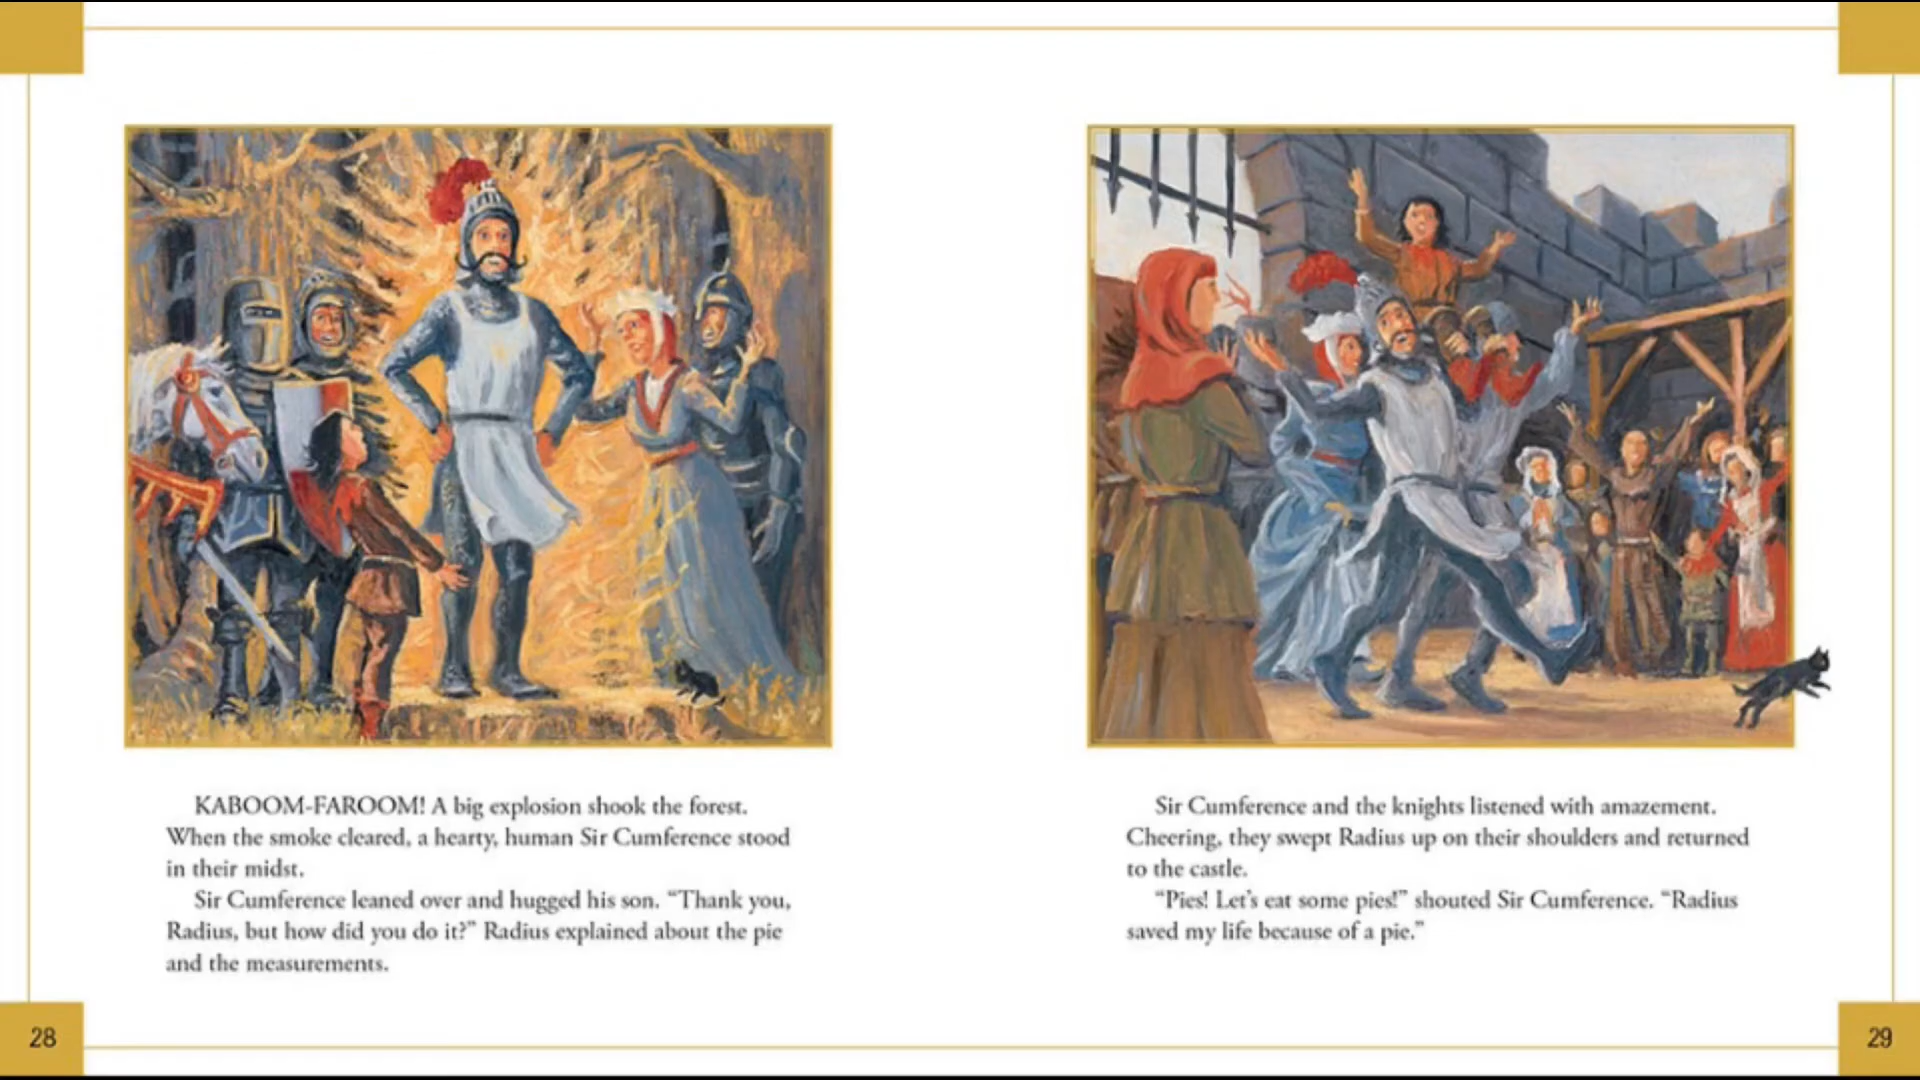 KABOOM-FAROOM! A big explosion shook the forest.
When the smoke cleared, a hearty, human Sir Cumference stood
in their midst.
Sir Cumference leaned over and hugged his son. “Thank you,
Radius, but how did you do it?” Radius explained about the pie
and the measurements.
28
Sir Cumference and the knights listened with amazement.
Cheering, they swept Radius up on their shoulders and returned
to the castle.
“Pies! Let’s eat some pies!” shouted Sir Cumference. “Radius
saved my life because of a pie.”
29